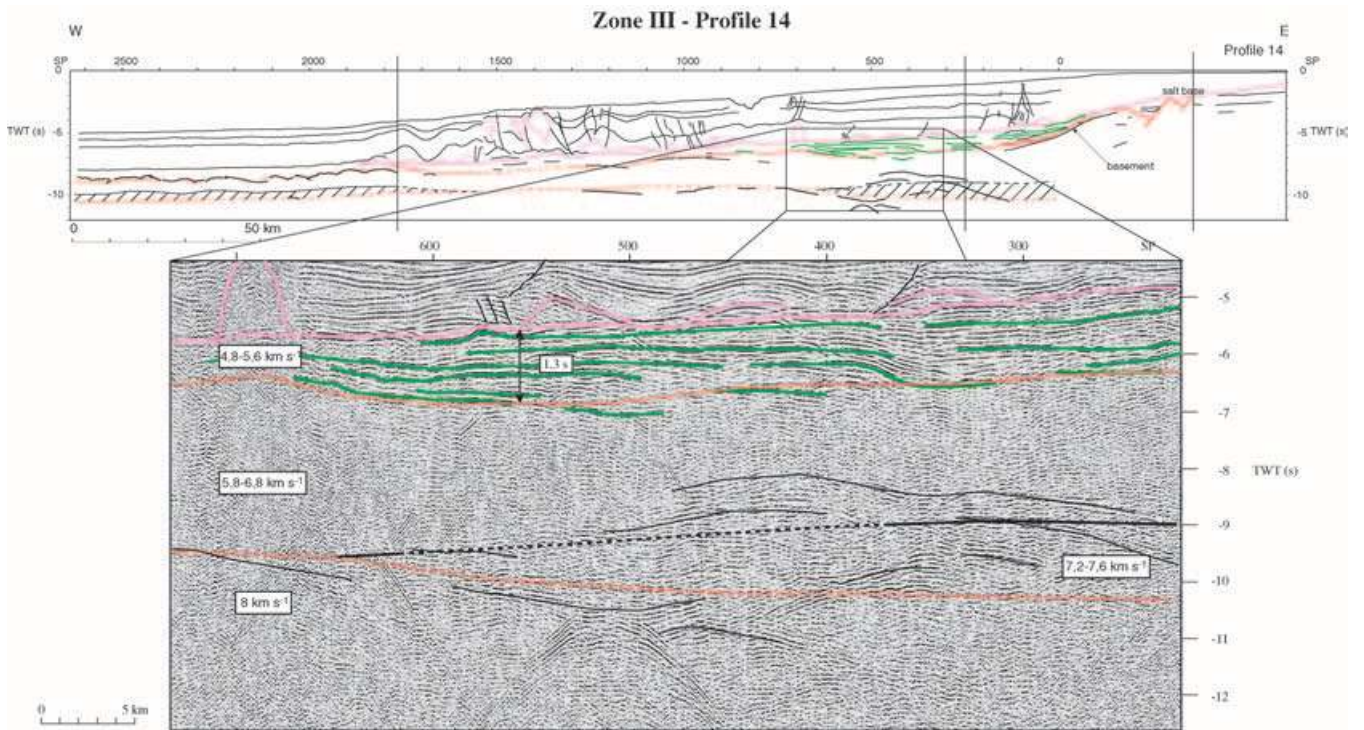 Zone III - Profile 14
W E
Profile 14
SP 2500 2000 1500 1000 500 0 SP
0 0
salt base
TWT (s) -5 -5 TWT (s)
basement
-10 -10
0 50 km
600 500 400 300 SP
-5
4,8-5,6 km s-1 1.3 s -6
-7
5,8-6,8 km s-1 -8 TWT (s)
-9
7,2-7,6 km s-1
8 km s-1 -10
-11
0 5 km -12